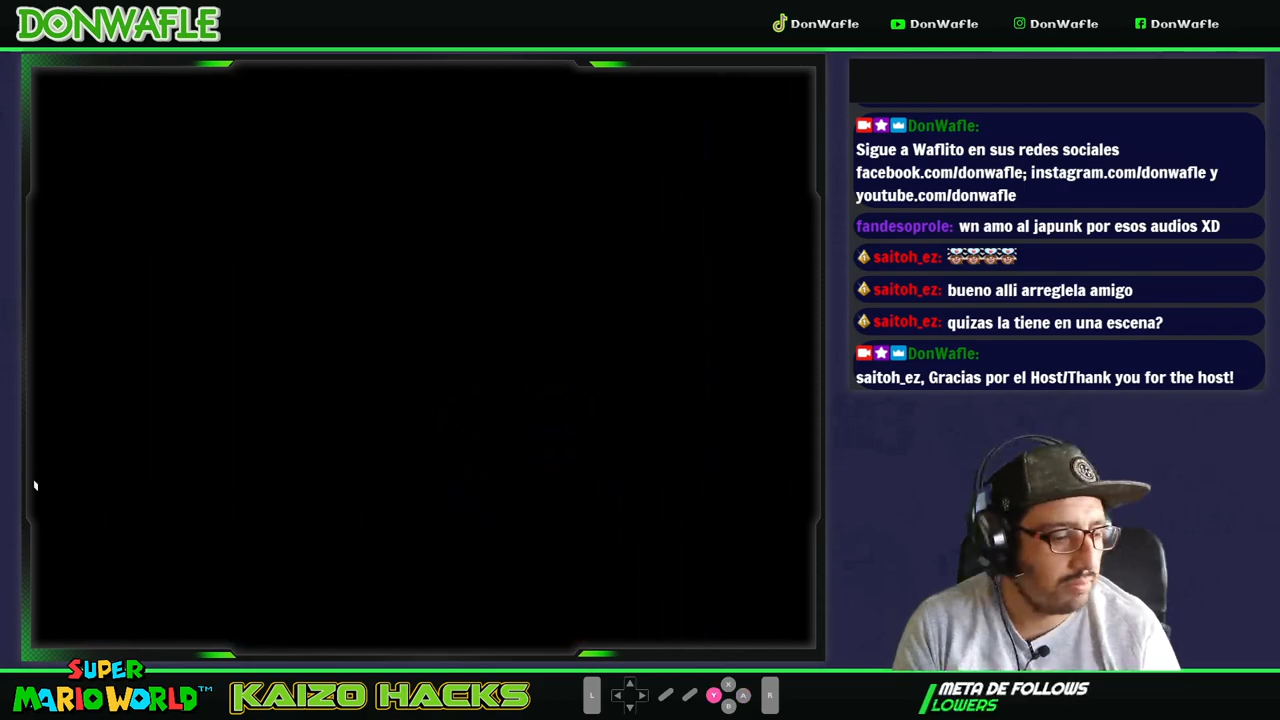 DONWAFLE
DonWafle
DonWafle
DonWafle
DonWafle
DonWafle:
Sigue a Waflito en sus redes sociales
facebook.com/donwafle; instagram.com/donwafle y
youtube.com/donwafle
fandesoprole: wn amo al japunk por esos audios XD
saitoh_ez:
saitoh_ez: bueno alli arreglela amigo
saitoh_ez: quizas la tiene en una escena?
DonWafle:
saitoh_ez, Gracias por el Host/Thank you for the host!
SUPER
MARIO WORLD™
KAIZO HACKS
L
Y
X
B
A
R
META DE FOLLOWS
LOWERS